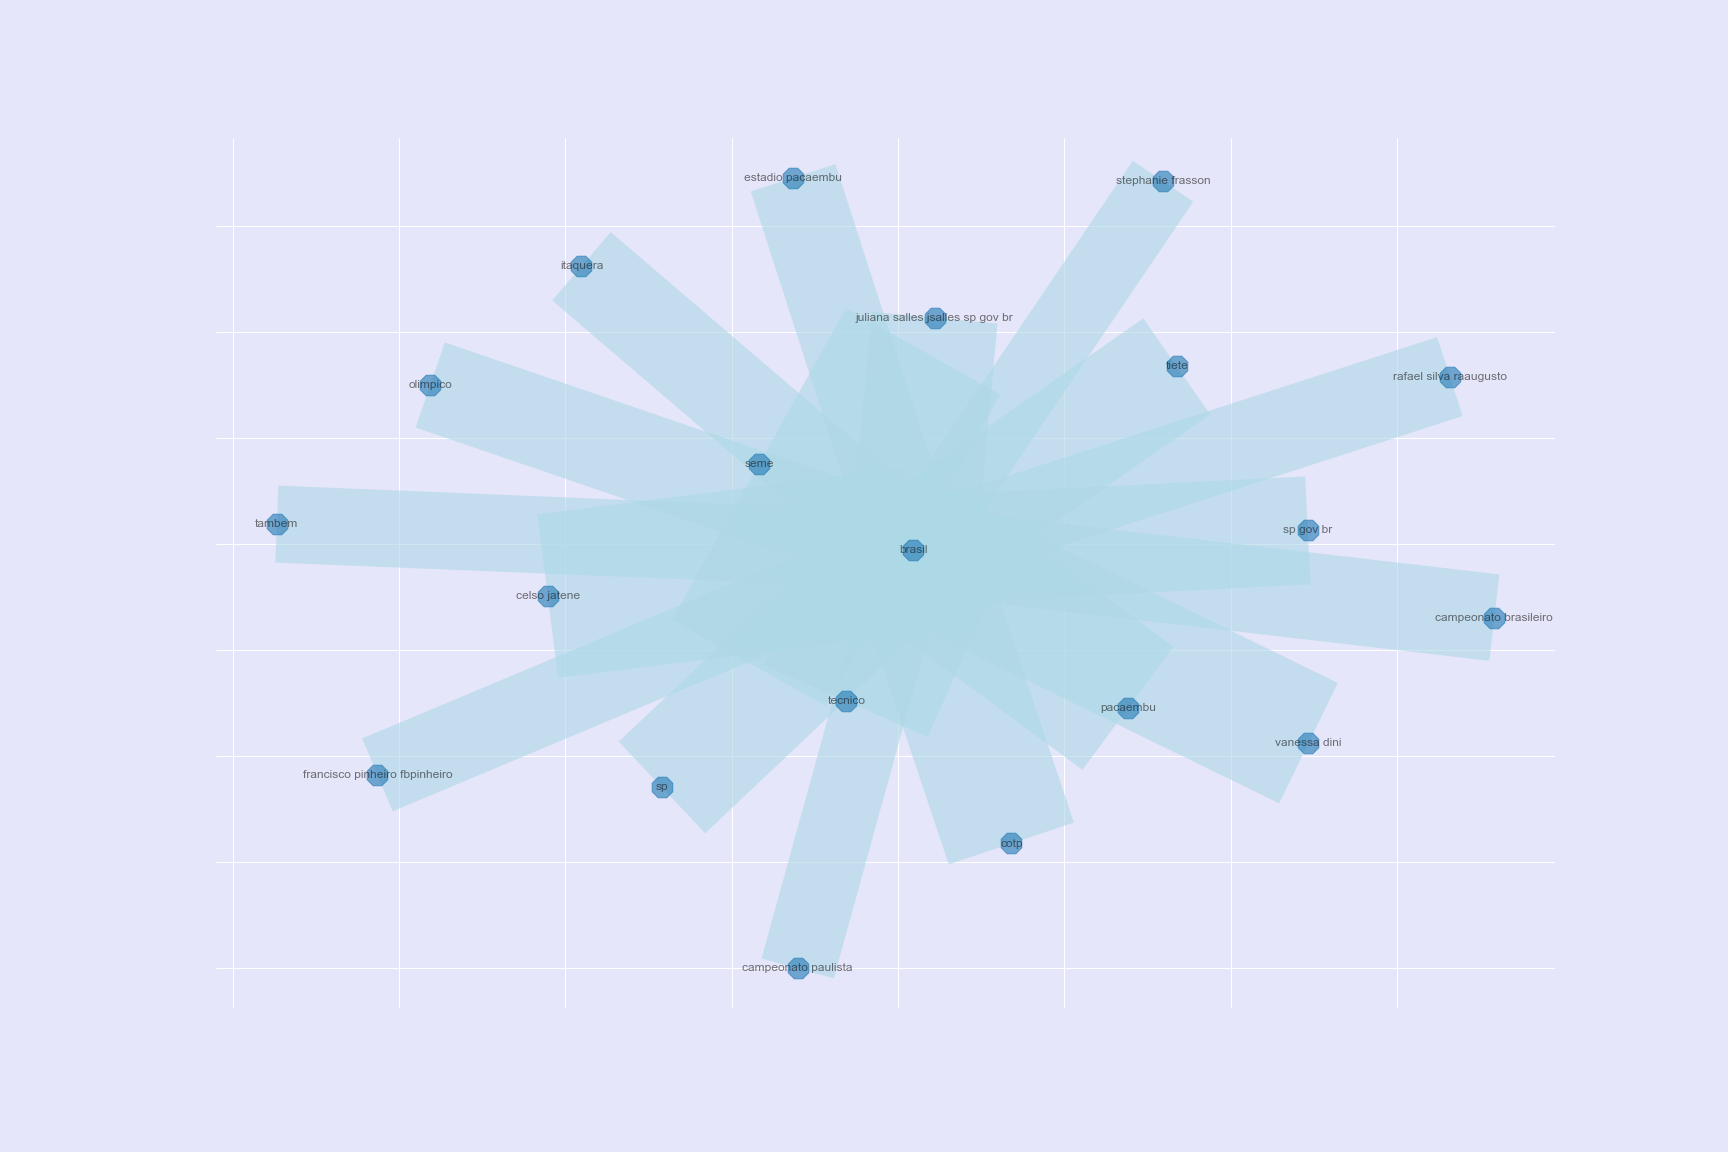 estadio pacaembu
stephanie frasson
itaquera
juliana salles jsalles sp gov br
tiete
rafael silva raaugusto
olimpico
seme
tambem
sp gov br
brasil
celso jatene
campeonato brasileiro
tecnico
pacaembu
vanessa dini
francisco pinheiro fbpinheiro
sp
cotp
campeonato paulista